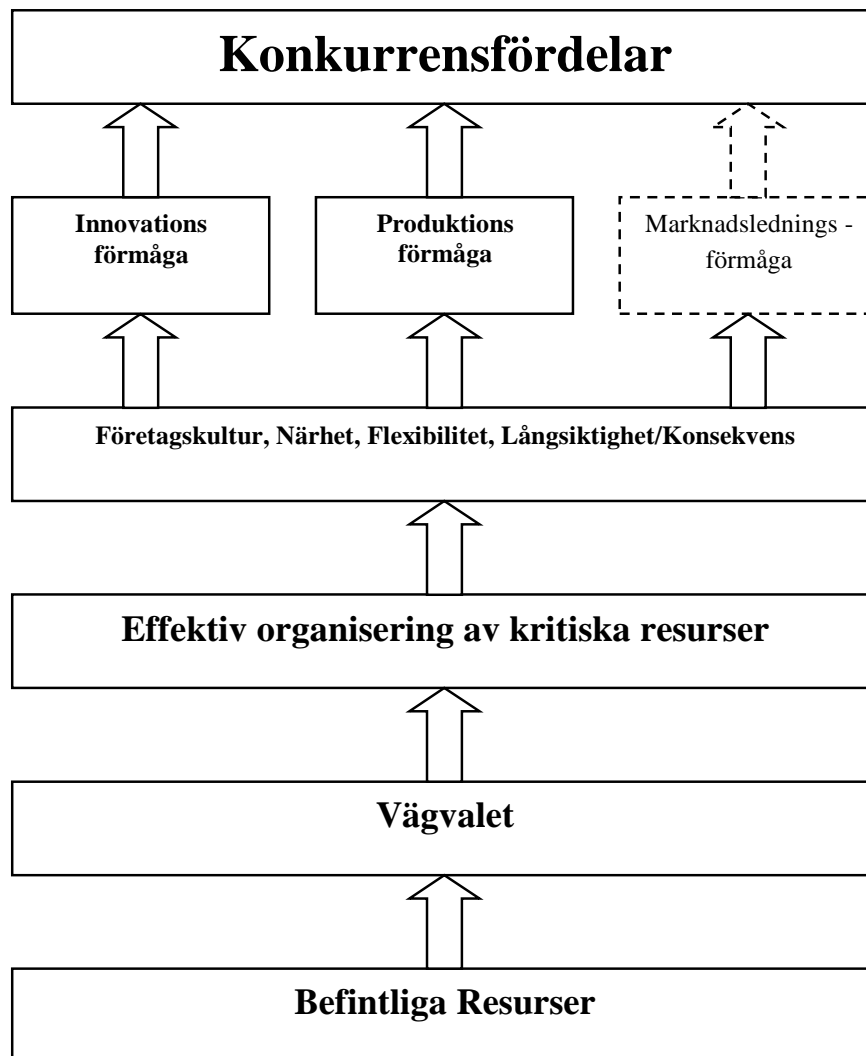 Konkurrensfördelar
Innovations
förmåga
Produktions
förmåga
Marknadslednings -
förmåga
Företagskultur, Närhet, Flexibilitet, Långsiktighet/Konsekvens
Effektiv organisering av kritiska resurser
Vägvalet
Befintliga Resurser